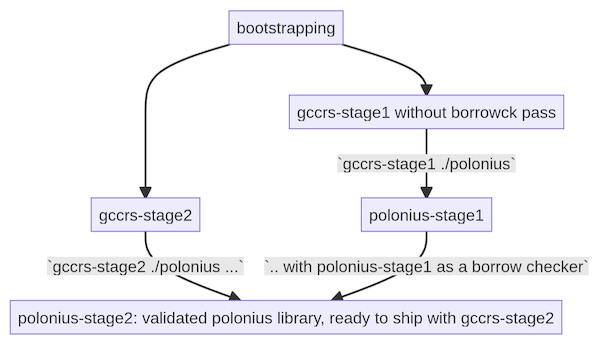 bootstrapping
gccrs-stage1 without borrowck pass
`gccrs-stage1 ./polonius`
gccrs-stage2
polonius-stage1
`gccrs-stage2 ./polonius ...`
`.. with polonius-stage1 as a borrow checker`
polonius-stage2: validated polonius library, ready to ship with gccrs-stage2